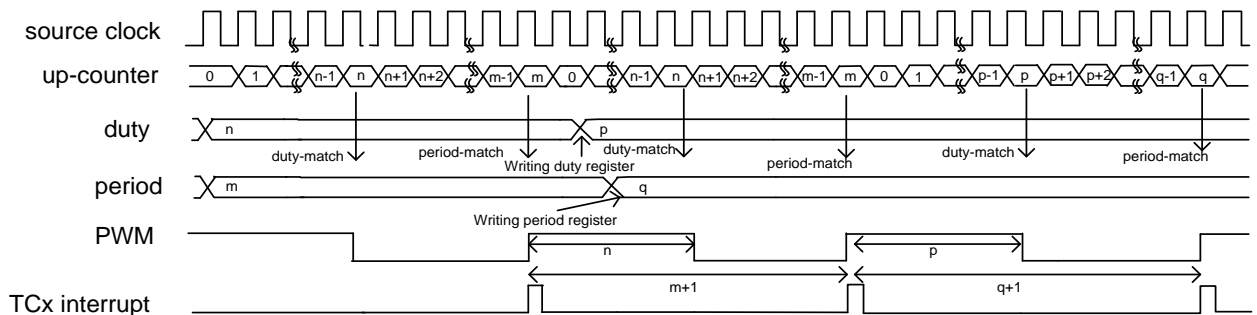 source clock
up-counter
0 1 n-1 n n+1 n+2 m-1 m 0 n-1 n n+1 n+2 m-1 m 0 1 p-1 p p+1 p+2 q-1 q
duty
n p
duty-match period-match Writing duty register duty-match period-match duty-match period-match
period
m q
Writing period register
PWM
n p
m+1 q+1
TCx interrupt